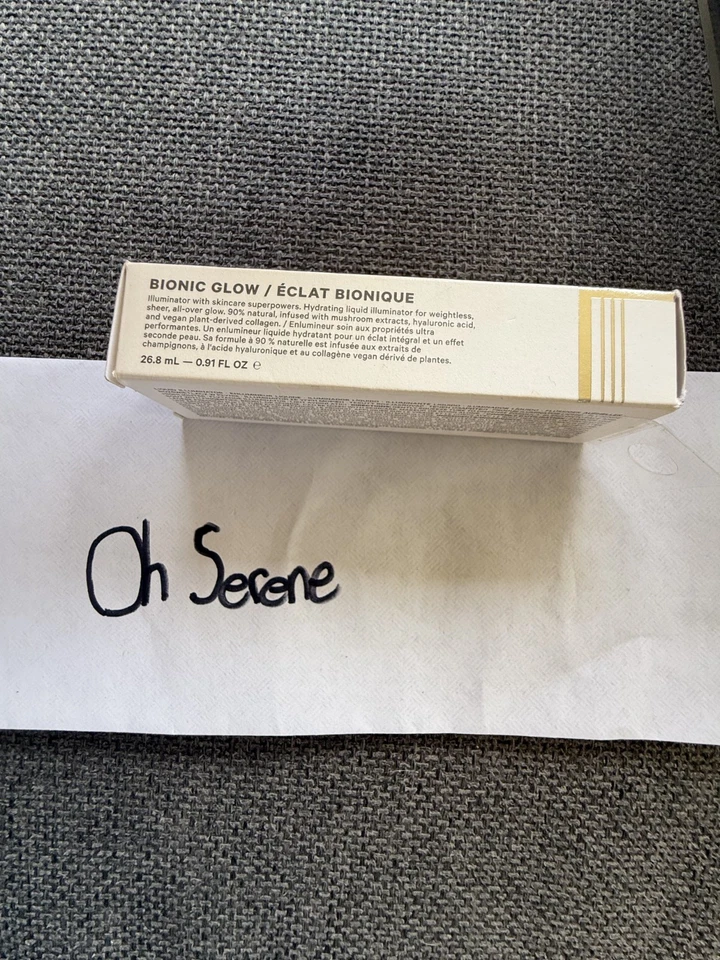 BIONIC GLOW / ÉCLAT BIONIQUE
Illuminator with skincare superpowers. Hydrating liquid illuminator for weightless,
sheer, all-over glow. 90% natural, infused with mushroom extracts, hyaluronic acid,
and vegan plant-derived collagen. / Enlumineur soin aux propriétés ultra
performantes. Un enlumineur liquide hydratant pour un éclat intégral et un effet
seconde peau. Sa formule à 90 % naturelle est infusée aux extraits de
champignons, à l'acide hyaluronique et au collagène vegan dérivé de plantes.
26.8 mL — 0.91 FL OZ ℮
Oh Serene